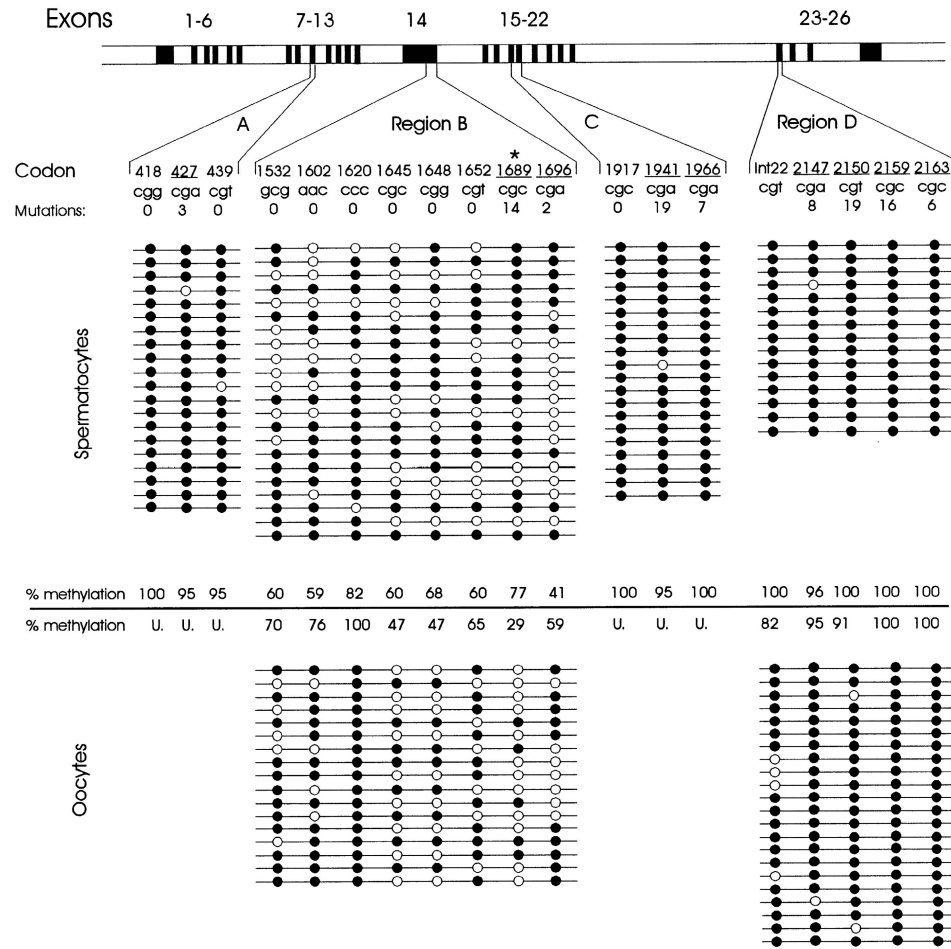 Exons 1-6 7-13 14 15-22 23-26
A Region B C Region D
*
Codon 418 427 439 1532 1602 1620 1645 1648 1652 1689 1696 1917 1941 1966 Int22 2147 2150 2159 2163
cgg cga cgt gcg aac ccc cgc cgg cgt cgc cga cgc cga cga cgt cga cgt cgc cgc
Mutations: 0 3 0 0 0 0 0 0 0 14 2 0 19 7 8 19 16 6
Spermatocytes
% methylation 100 95 95 60 59 82 60 68 60 77 41 100 95 100 100 96 100 100 100
% methylation U. U. U. 70 76 100 47 47 65 29 59 U. U. U. 82 95 91 100 100
Oocytes